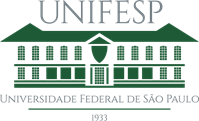 UNIFESP
UNIVERSIDADE FEDERAL DE SÃO PAULO
1933